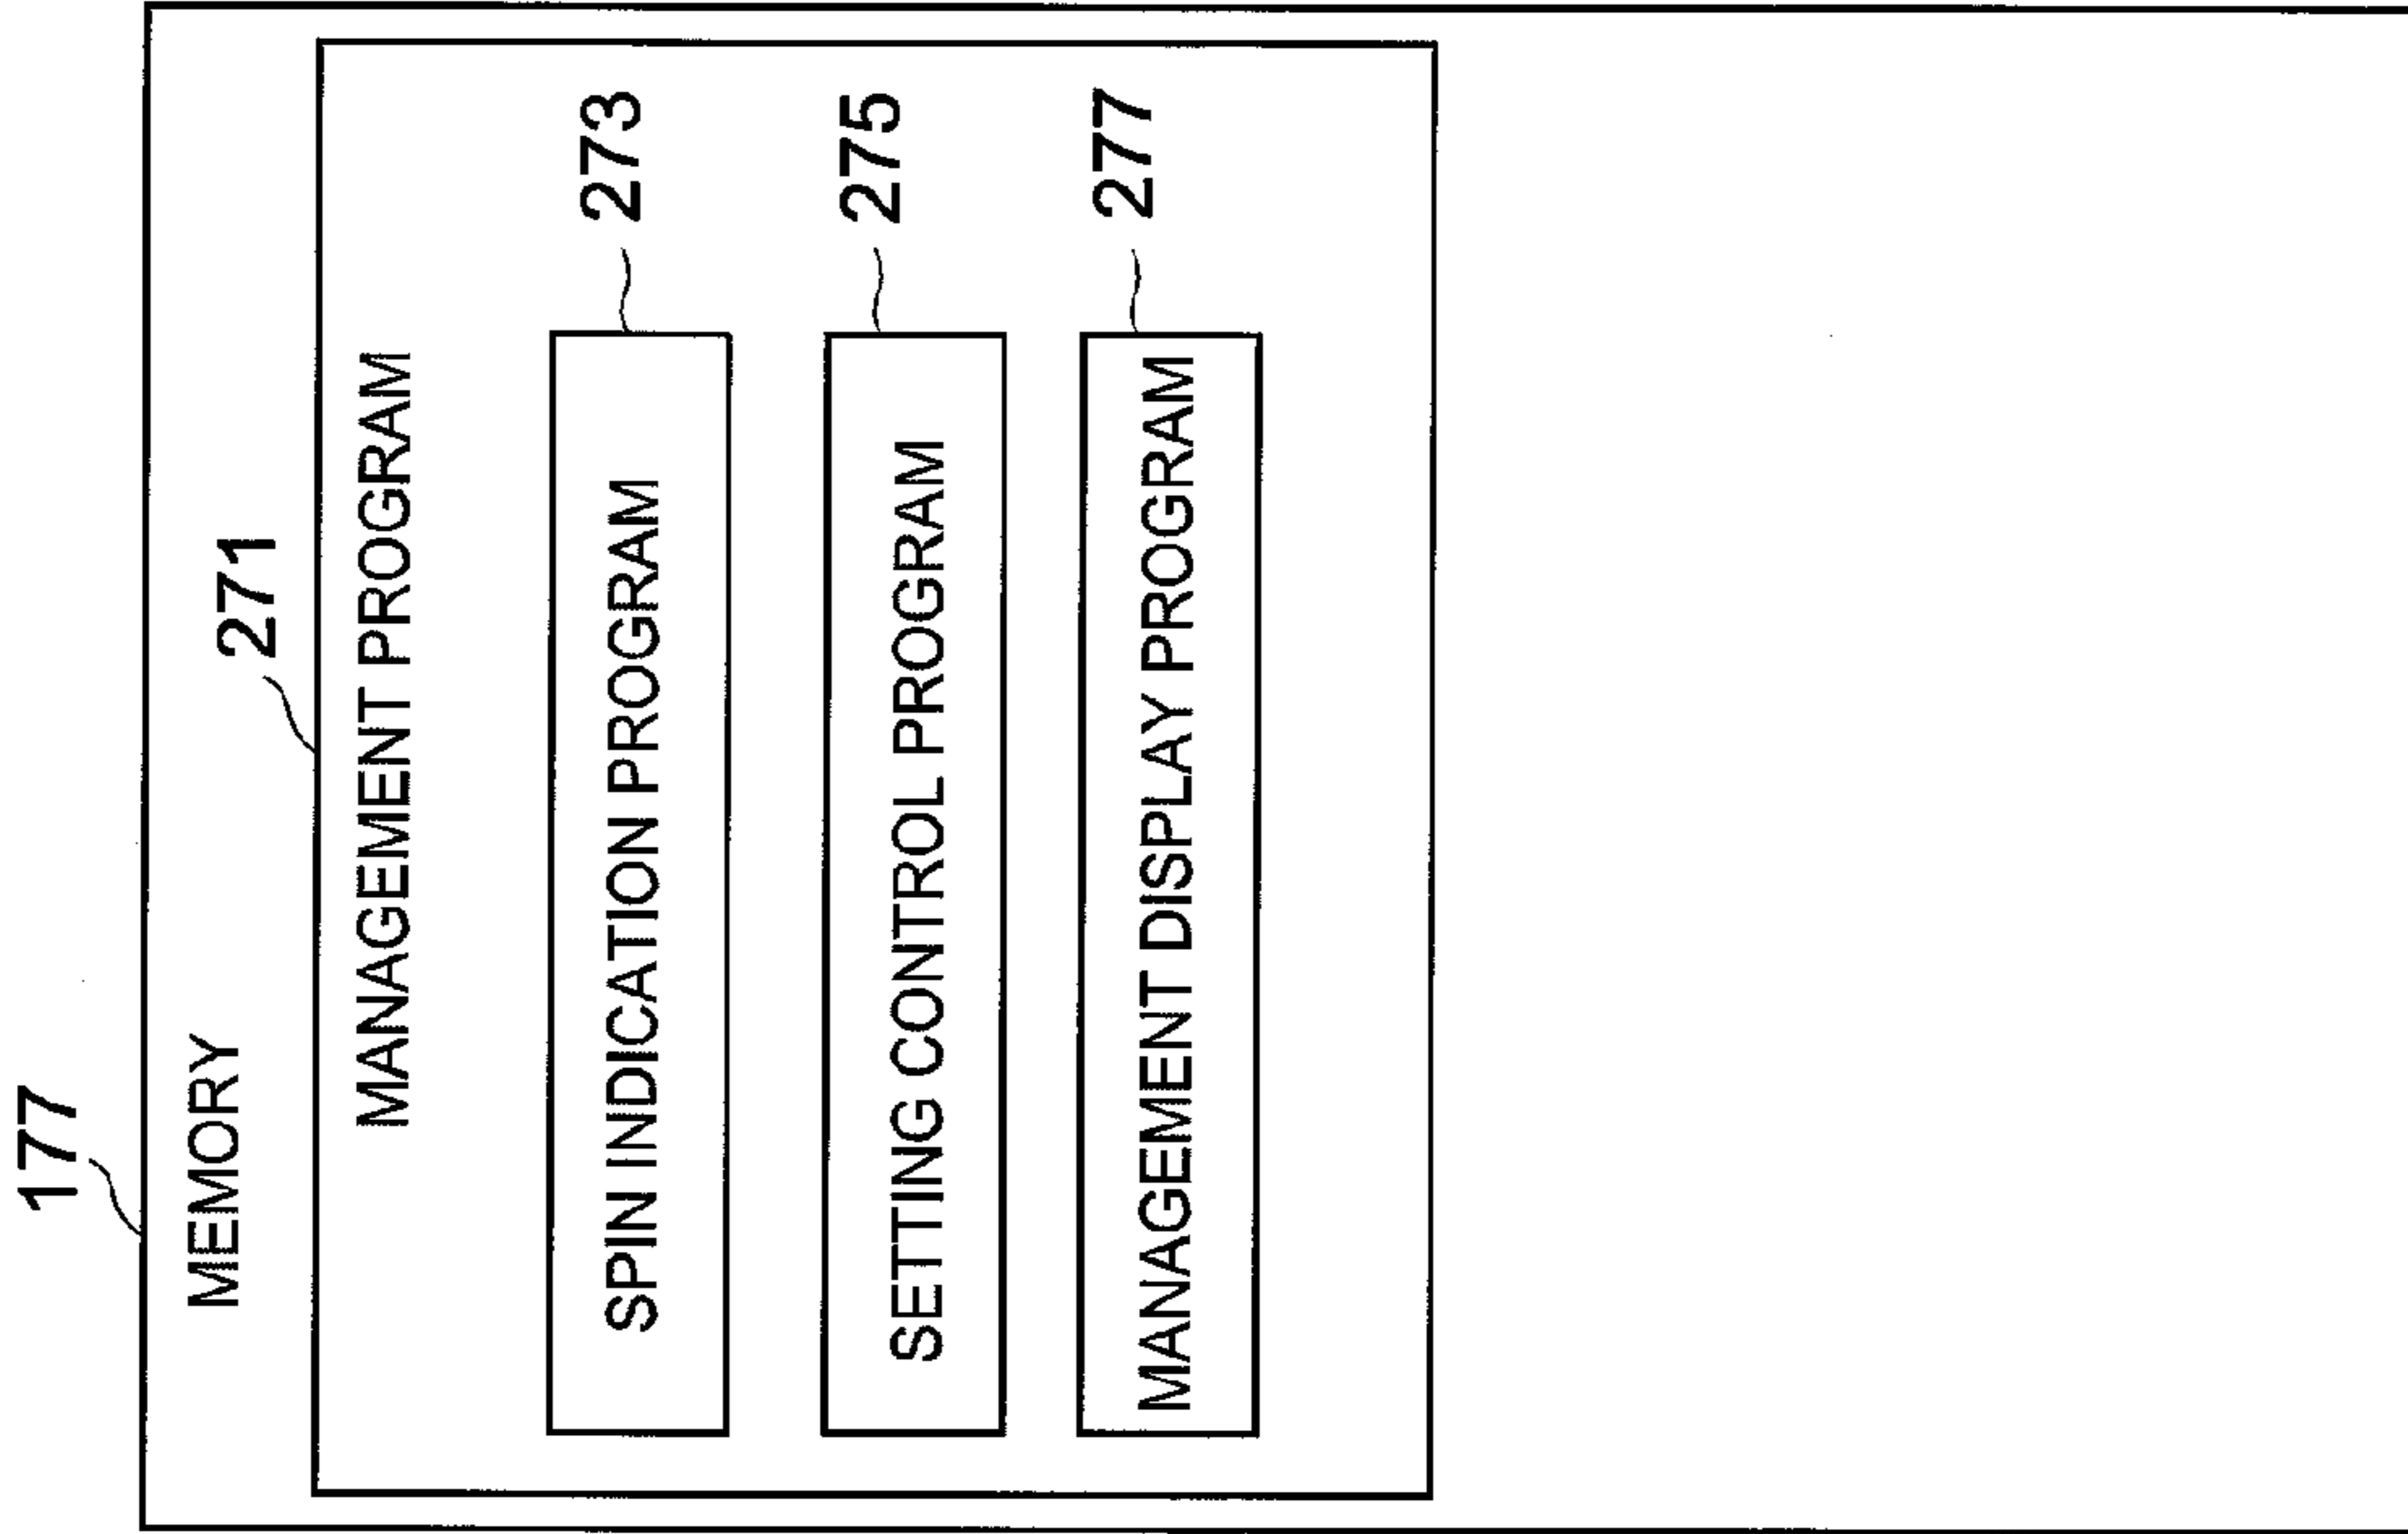 177
MEMORY
271
MANAGEMENT PROGRAM
273
SPIN INDICATION PROGRAM
275
SETTING CONTROL PROGRAM
277
MANAGEMENT DISPLAY PROGRAM